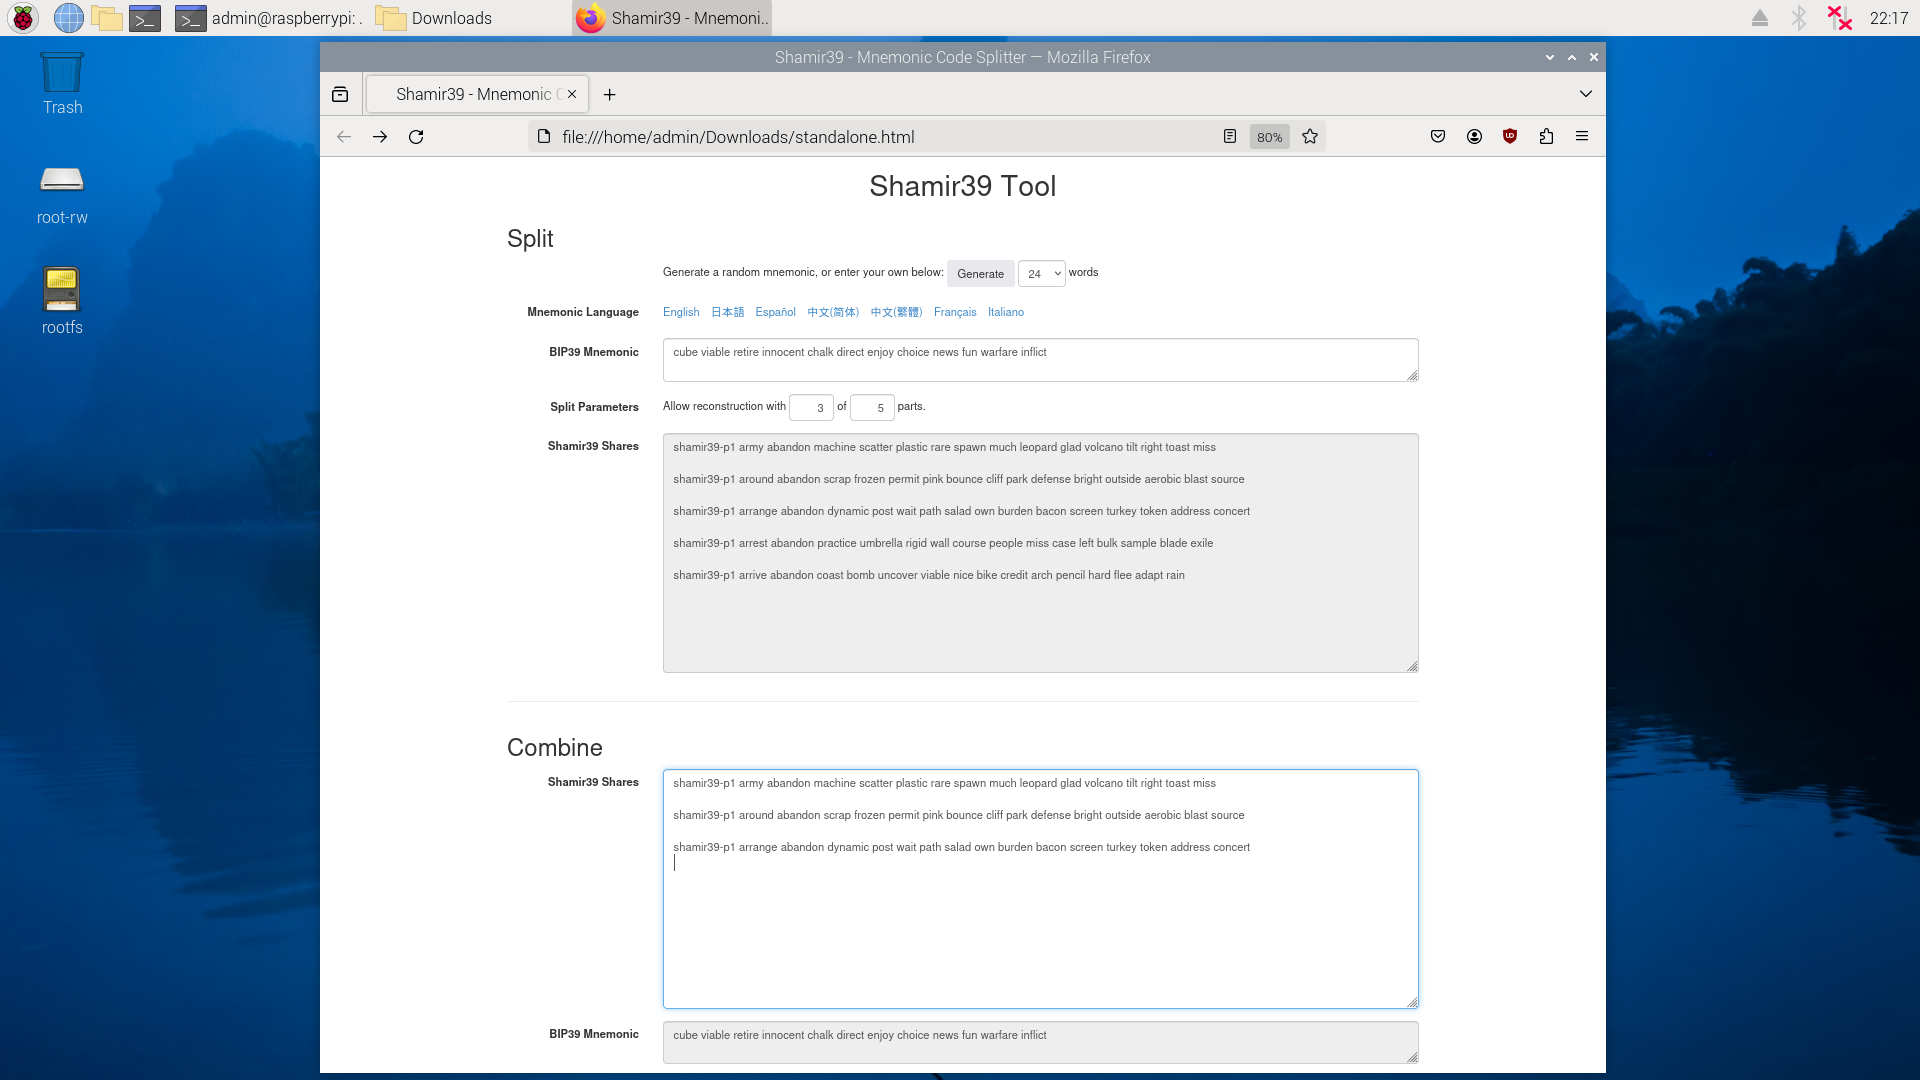 admin@raspberrypi: .
Downloads
Shamir39 - Mnemoni..
22:17
Trash
root-rw
rootfs
Shamir39 - Mnemonic Code Splitter — Mozilla Firefox
Shamir39 - Mnemonic C
file:///home/admin/Downloads/standalone.html
80%
Shamir39 Tool
Split
Generate a random mnemonic, or enter your own below: Generate 24 words
Mnemonic Language English 日本語 Español 中文(简体) 中文(繁體) Français Italiano
BIP39 Mnemonic cube viable retire innocent chalk direct enjoy choice news fun warfare inflict
Split Parameters Allow reconstruction with 3 of 5 parts.
Shamir39 Shares shamir39-p1 army abandon machine scatter plastic rare spawn much leopard glad volcano tilt right toast miss
shamir39-p1 around abandon scrap frozen permit pink bounce cliff park defense bright outside aerobic blast source
shamir39-p1 arrange abandon dynamic post wait path salad own burden bacon screen turkey token address concert
shamir39-p1 arrest abandon practice umbrella rigid wall course people miss case left bulk sample blade exile
shamir39-p1 arrive abandon coast bomb uncover viable nice bike credit arch pencil hard flee adapt rain
Combine
Shamir39 Shares shamir39-p1 army abandon machine scatter plastic rare spawn much leopard glad volcano tilt right toast miss
shamir39-p1 around abandon scrap frozen permit pink bounce cliff park defense bright outside aerobic blast source
shamir39-p1 arrange abandon dynamic post wait path salad own burden bacon screen turkey token address concert
BIP39 Mnemonic cube viable retire innocent chalk direct enjoy choice news fun warfare inflict